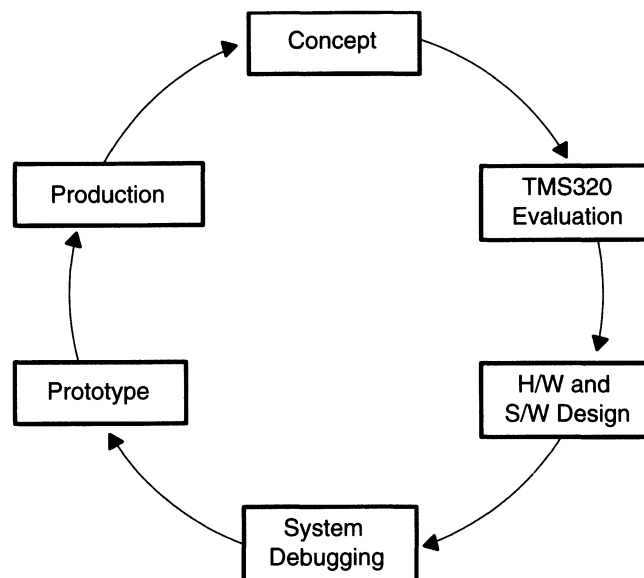 Concept
TMS320
Evaluation
H/W and
S/W Design
System
Debugging
Prototype
Production